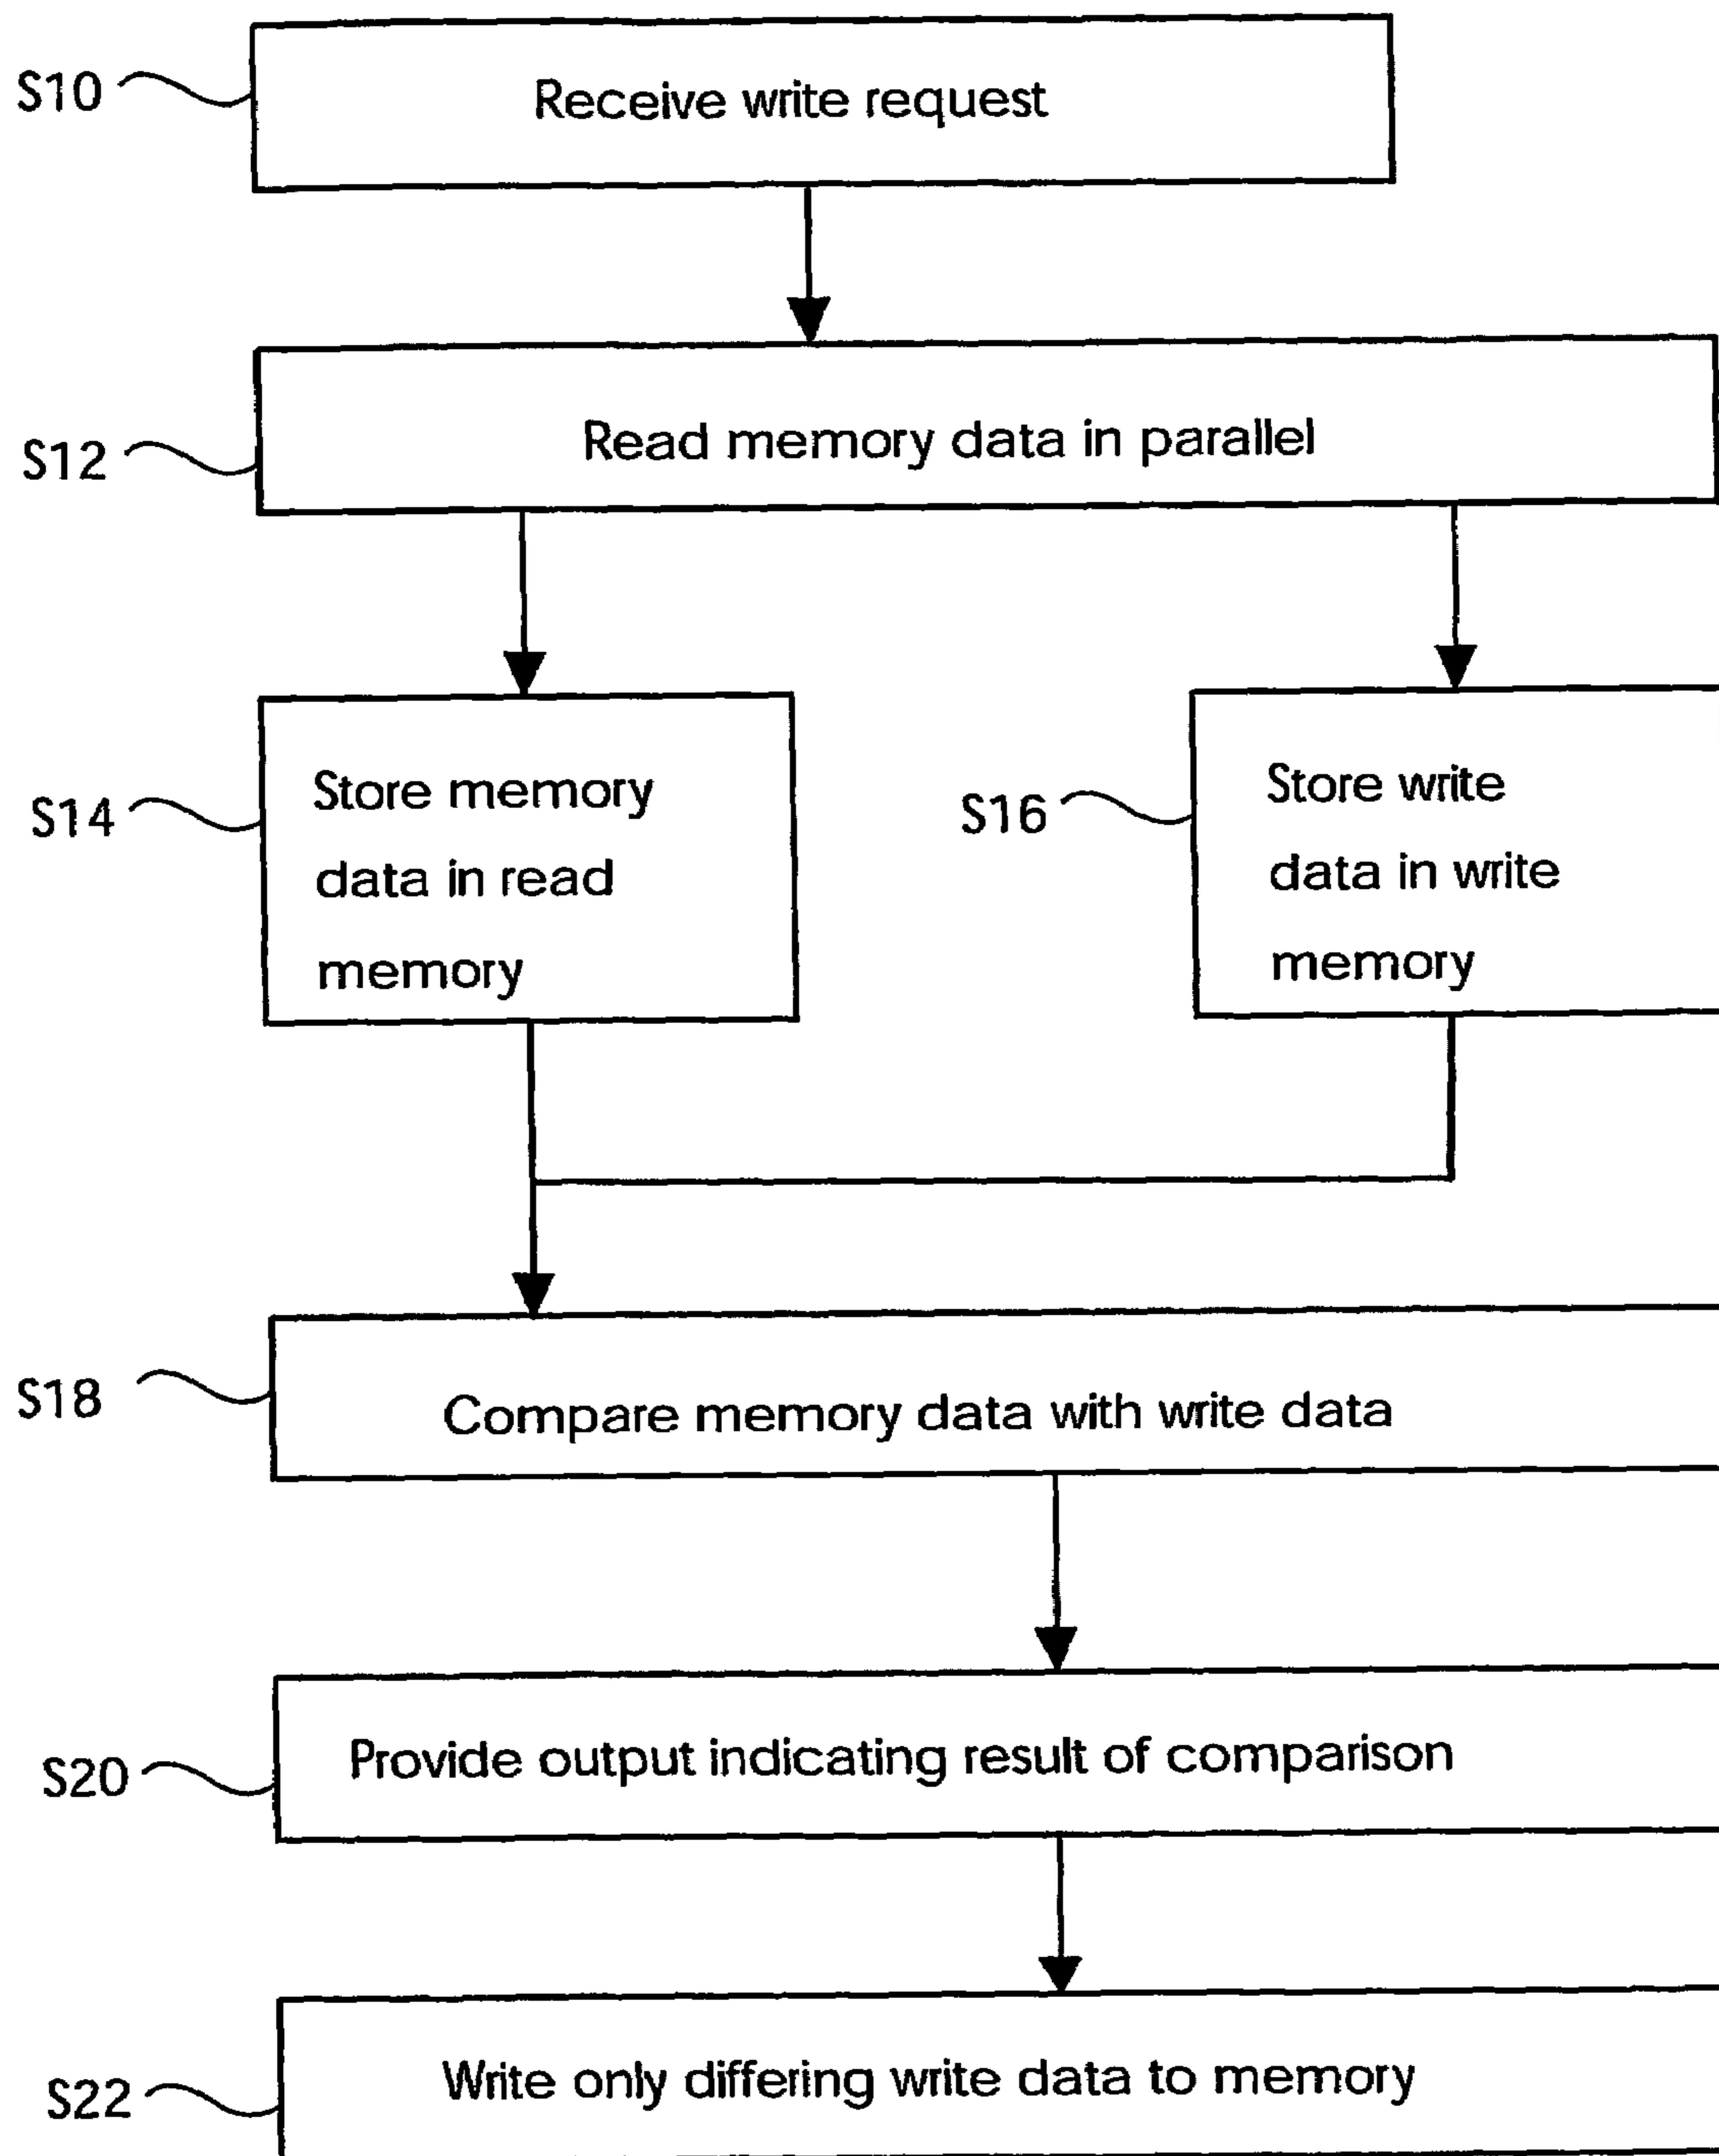 S10
Receive write request
S12
Read memory data in parallel
S14
Store memory
data in read
memory
S16
Store write
data in write
memory
S18
Compare memory data with write data
S20
Provide output indicating result of comparison
S22
Write only differing write data to memory